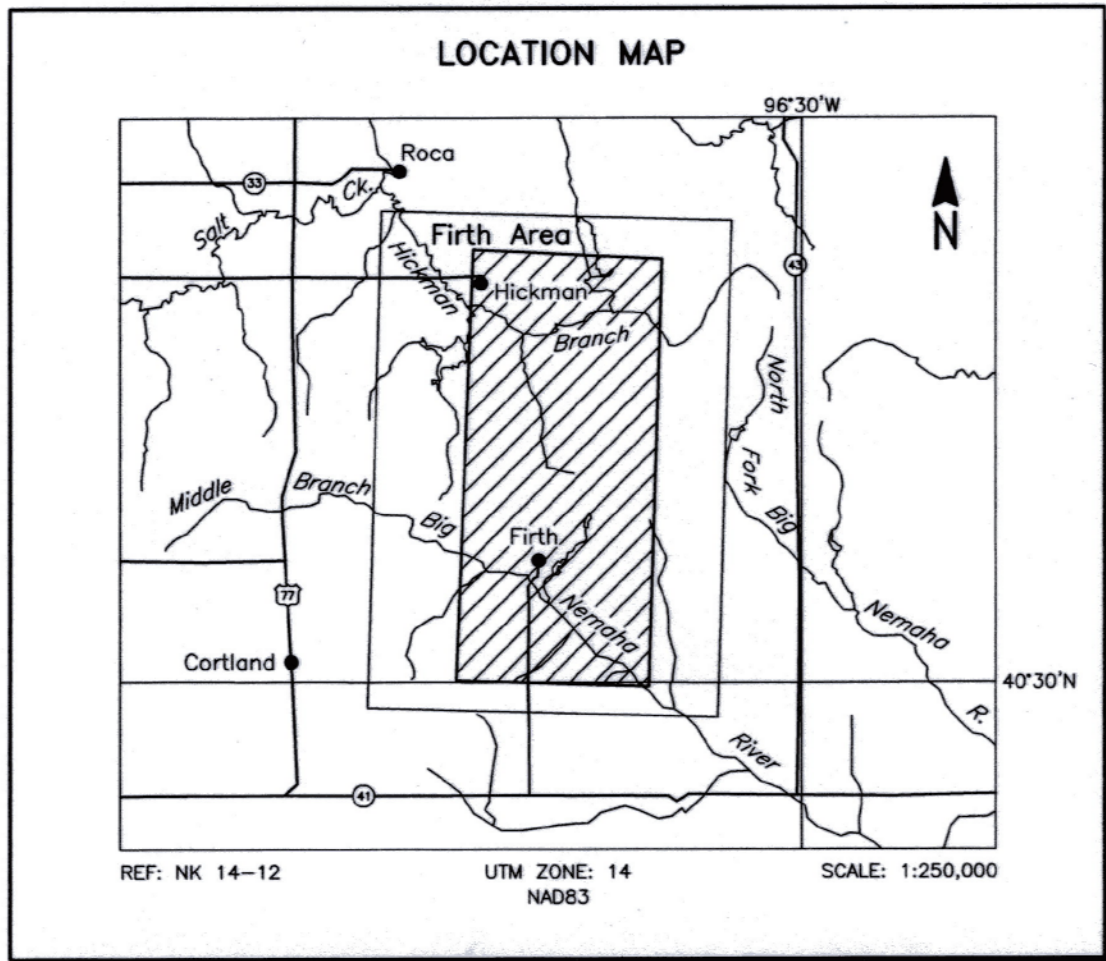 LOCATION MAP
96°30'W
Roca
33
Salt
Ck.
N
Firth Area
43
Hickman
Hickman
Branch
North
Fork
Big
Middle
Branch
Big
Firth
77
Nemaha
Nemaha
Cortland
40°30'N
R.
River
41
REF: NK 14-12
UTM ZONE: 14
SCALE: 1:250,000
NAD83